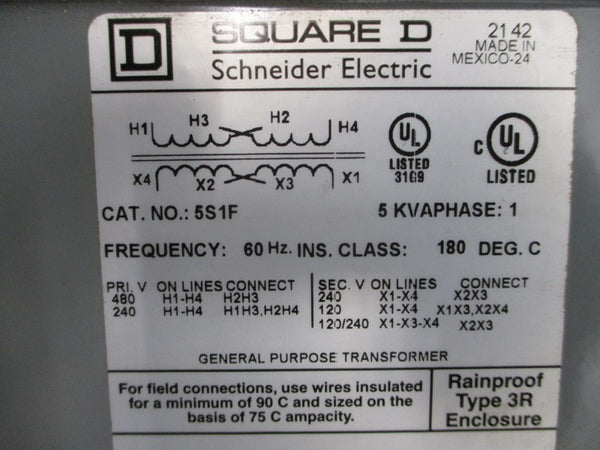 D SQUARE D
Schneider Electric
2142
MADE IN
MEXICO-24
H1 H3 H2 H4
X4 X2 X3 X1
UL
LISTED
3169
C UL
LISTED
CAT. NO.: 5S1F 5 KVAPHASE: 1
FREQUENCY: 60 Hz. INS. CLASS: 180 DEG. C
PRI. V ON LINES CONNECT
480 H1-H4 H2H3
240 H1-H4 H1H3,H2H4
SEC. V ON LINES CONNECT
240 X1-X4 X2X3
120 X1-X4 X1X3,X2X4
120/240 X1-X3-X4 X2X3
GENERAL PURPOSE TRANSFORMER
For field connections, use wires insulated
for a minimum of 90 C and sized on the
basis of 75 C ampacity.
Rainproof
Type 3R
Enclosure